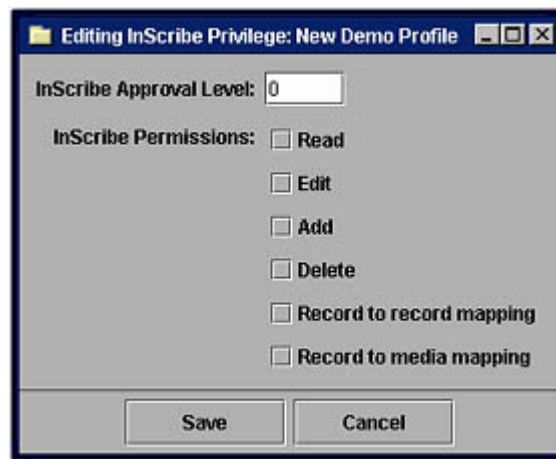 Editing InScribe Privilege: New Demo Profile
InScribe Approval Level: 0
InScribe Permissions: Read
Edit
Add
Delete
Record to record mapping
Record to media mapping
Save Cancel